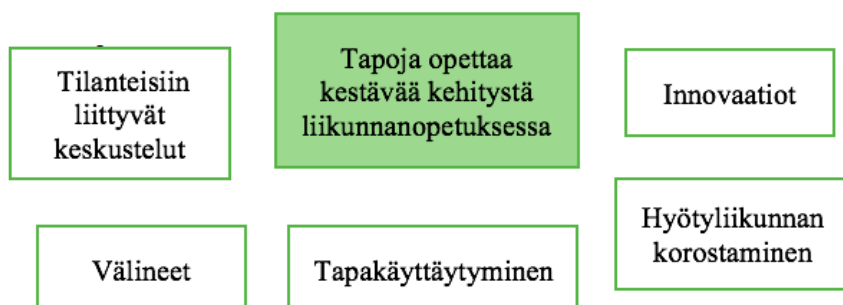 Tilanteisiin
liittyvät
keskustelut
Tapoja opettaa
kestävää kehitystä
liikunnanopetuksessa
Innovaatiot
Välineet
Tapakäyttäytyminen
Hyötyliikunnan
korostaminen